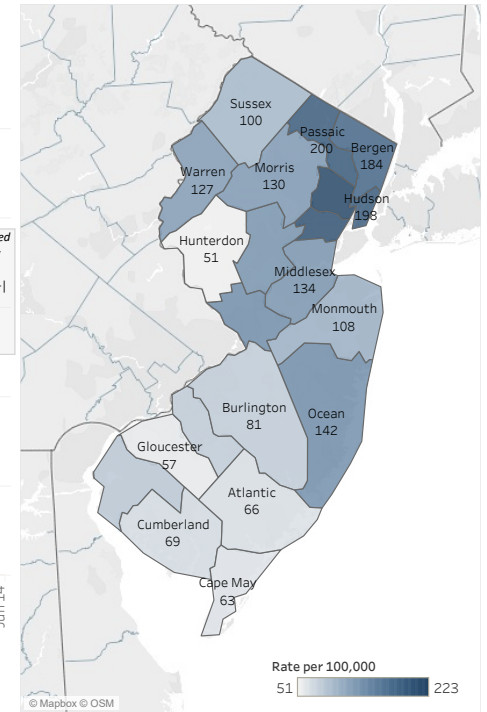 Sussex
100
Passaic
200
Bergen
184
Warren
127
Morris
130
Hudson
198
ed
Hunterdon
51
Middlesex
134
Monmouth
108
Burlington
81
Ocean
142
Gloucester
57
Atlantic
66
Cumberland
69
Cape May
63
Rate per 100,000
51
223
© Mapbox © OSM